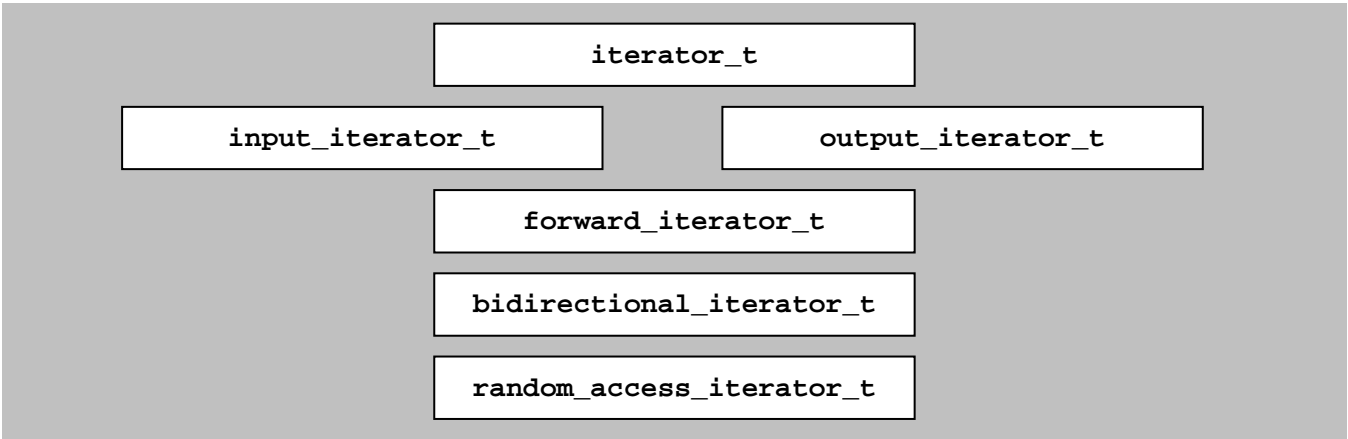 iterator_t
input_iterator_t
output_iterator_t
forward_iterator_t
bidirectional_iterator_t
random_access_iterator_t